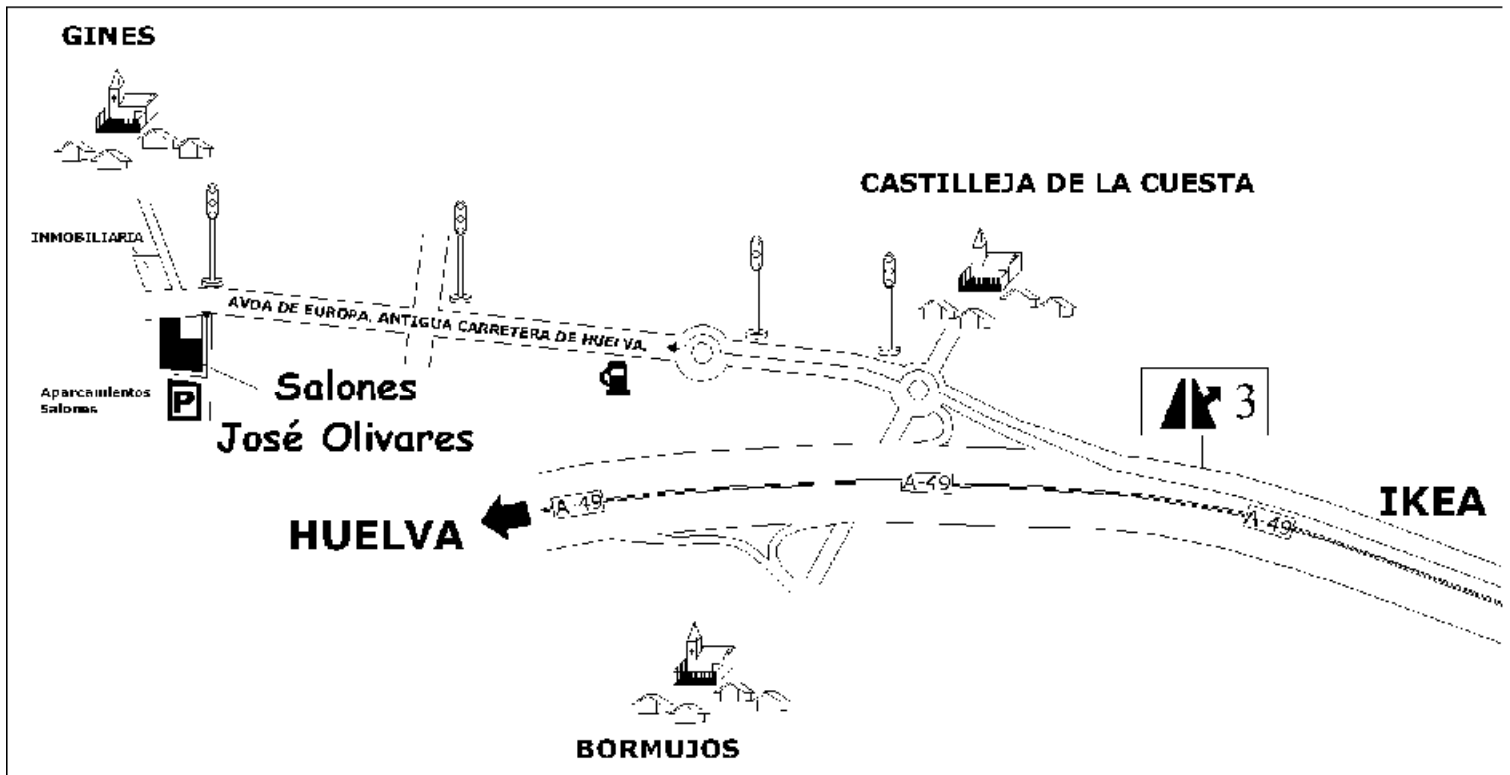 GINES
CASTILLEJA DE LA CUESTA
INMOBILIARIA
AVDA DE EUROPA. ANTIGUA CARRETERA DE HUELVA.
Aparcamientos
Salones
P
Salones
José Olivares
3
IKEA
A-49
A-49
A-49
HUELVA
BORMUJOS